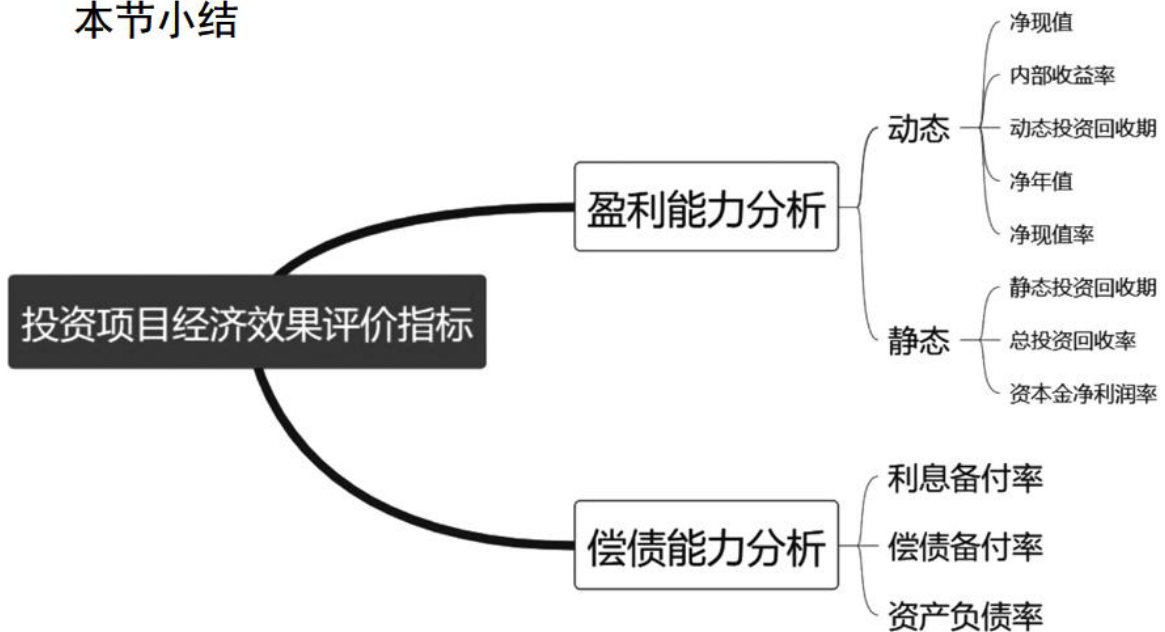 本节小结
投资项目经济效果评价指标
盈利能力分析
动态
净现值
内部收益率
动态投资回收期
净年值
净现值率
静态
静态投资回收期
总投资回收率
资本金净利润率
偿债能力分析
利息备付率
偿债备付率
资产负债率